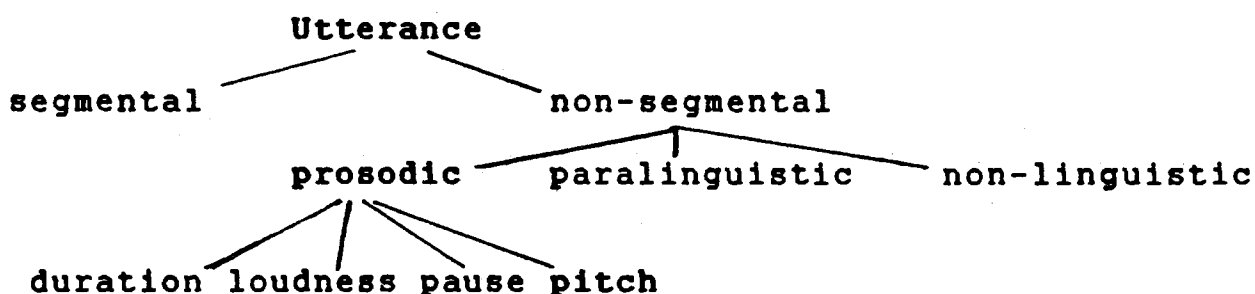 Utterance
segmental non-segmental
prosodic paralinguistic non-linguistic
duration loudness pause pitch